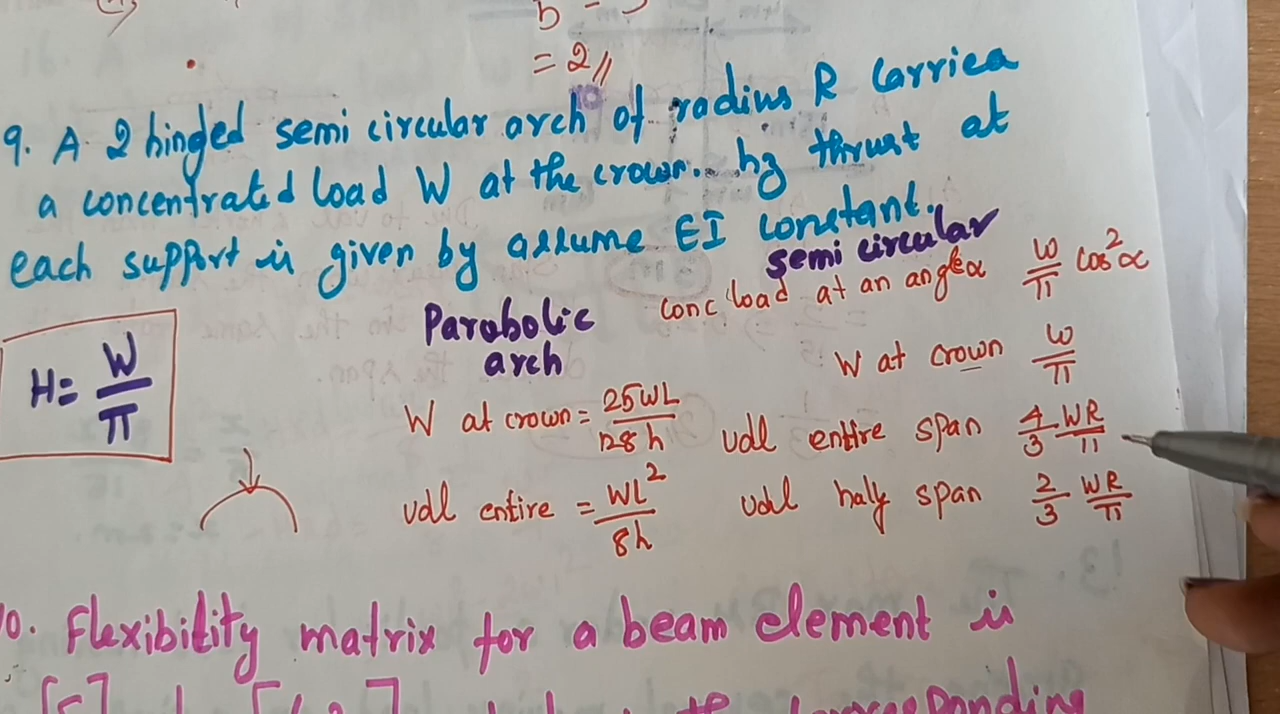 b
= 2 //
9. A 2 hinged semi circular arch of radius R carries
a concentrated load W at the crown. hz thrust at
each support is given by assume EI constant.
H = W/π
Parabolic
arch
W at crown = 25WL/128h
udl entire = WL²/8h
semi circular
conc load at an angle α W/π cos²α
W at crown W/π
udl entire span 4/3 WR/π
udl half span 2/3 WR/π
10. Flexibility matrix for a beam element is
corresponding